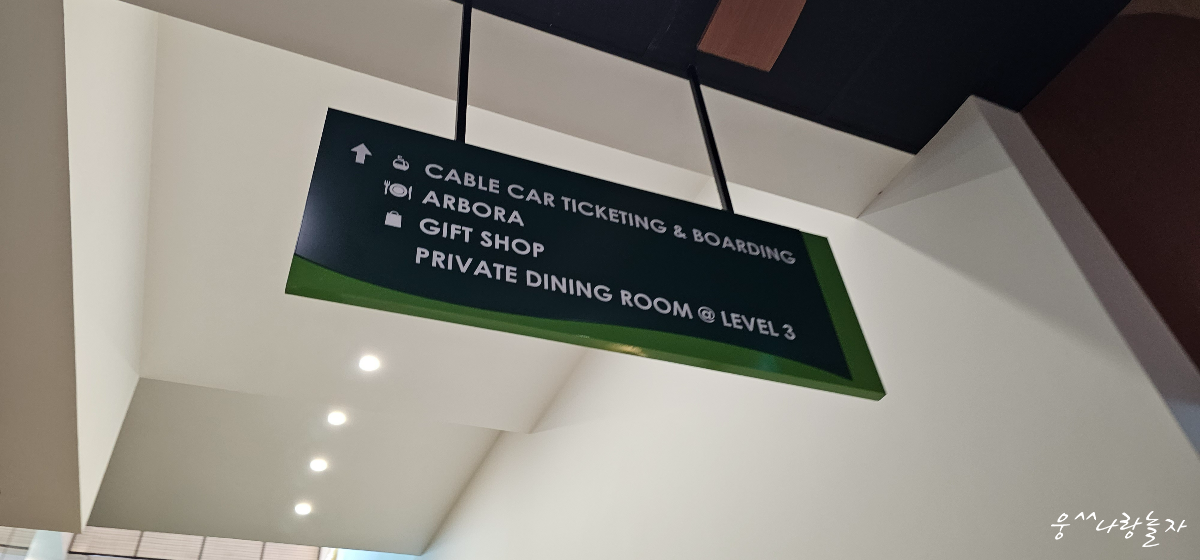 CABLE CAR TICKETING & BOARDING
ARBORA
GIFT SHOP
PRIVATE DINING ROOM @ LEVEL 3
웅^^나랑놀자